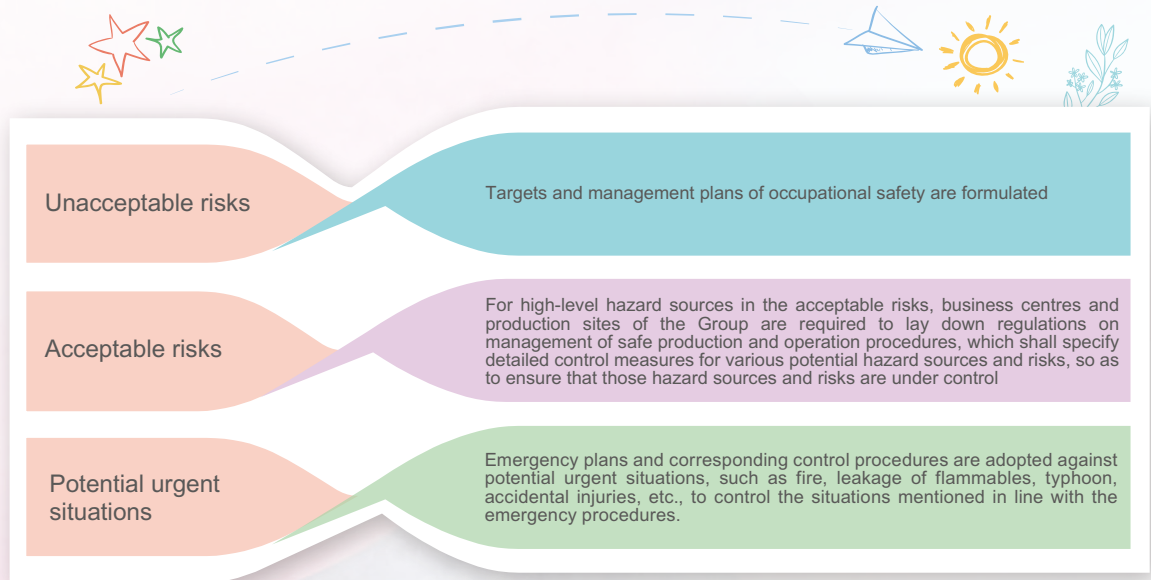 Unacceptable risks
Targets and management plans of occupational safety are formulated
Acceptable risks
For high-level hazard sources in the acceptable risks, business centres and
production sites of the Group are required to lay down regulations on
management of safe production and operation procedures, which shall specify
detailed control measures for various potential hazard sources and risks, so as
to ensure that those hazard sources and risks are under control
Potential urgent
situations
Emergency plans and corresponding control procedures are adopted against
potential urgent situations, such as fire, leakage of flammables, typhoon,
accidental injuries, etc., to control the situations mentioned in line with the
emergency procedures.